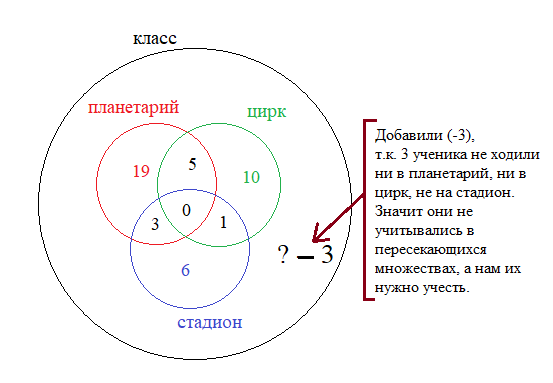 класс
планетарий
цирк
19
5
10
0
3
1
6
? – 3
стадион
Добавили (-3),
т.к. 3 ученика не ходили
ни в планетарий, ни в
цирк, не на стадион.
Значит они не
учитывались в
пересекающихся
множествах, а нам их
нужно учесть.